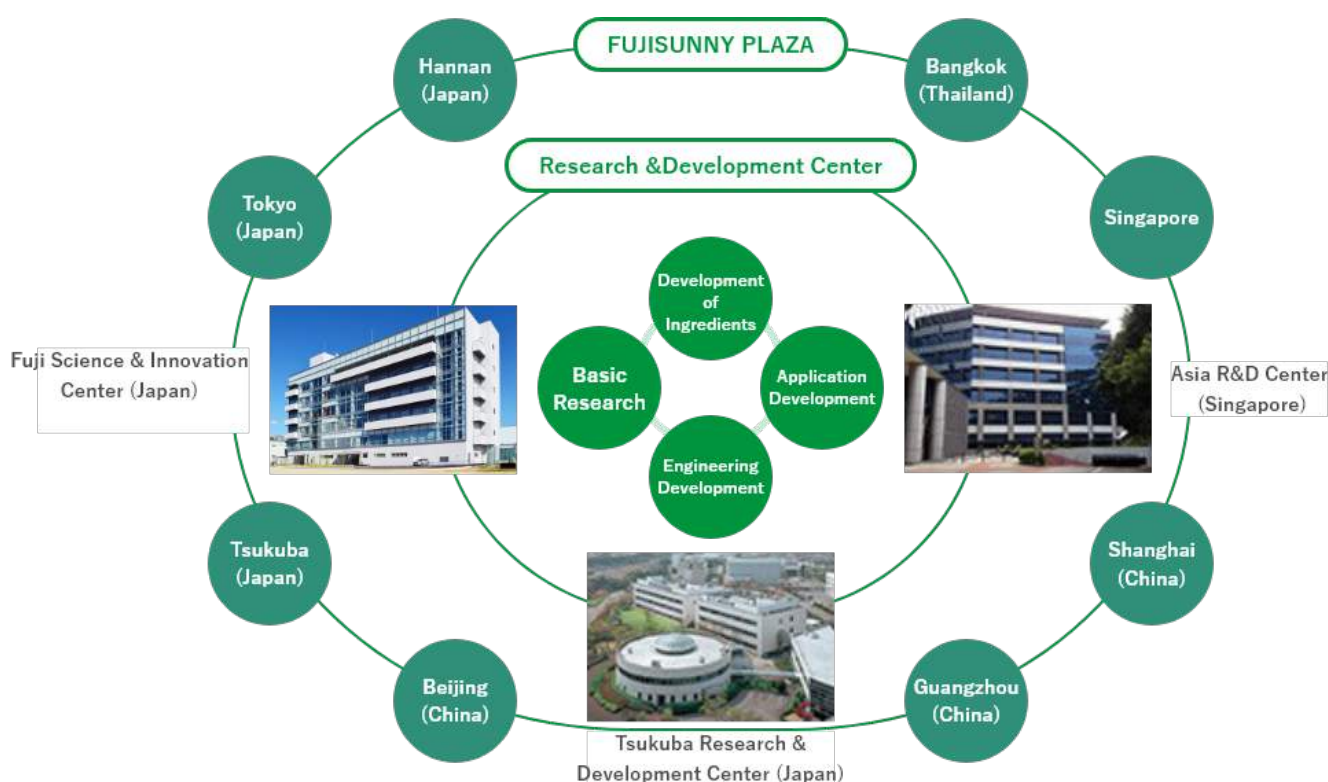 FUJISUNNY PLAZA
Hannan
(Japan)
Bangkok
(Thailand)
Research &Development Center
Tokyo
(Japan)
Singapore
Development
of
Ingredients
Fuji Science & Innovation
Center (Japan)
Basic
Research
Application
Development
Asia R&D Center
(Singapore)
Engineering
Development
Tsukuba
(Japan)
Shanghai
(China)
Beijing
(China)
Guangzhou
(China)
Tsukuba Research &
Development Center (Japan)